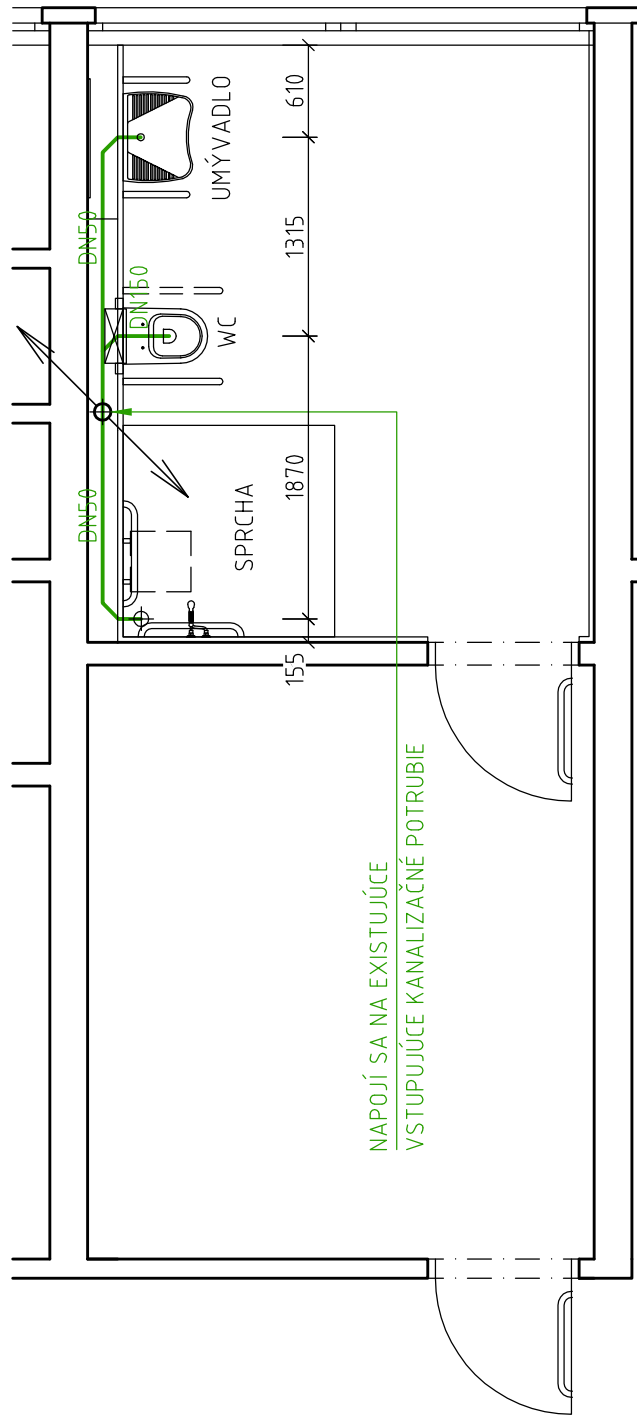 DN50
DN150
DN50
UMÝVADLO
WC
SPRCHA
155
1870
1315
610
NAPOJÍ SA NA EXISTUJÚCE
VSTUPUJÚCE KANALIZAČNÉ POTRUBIE